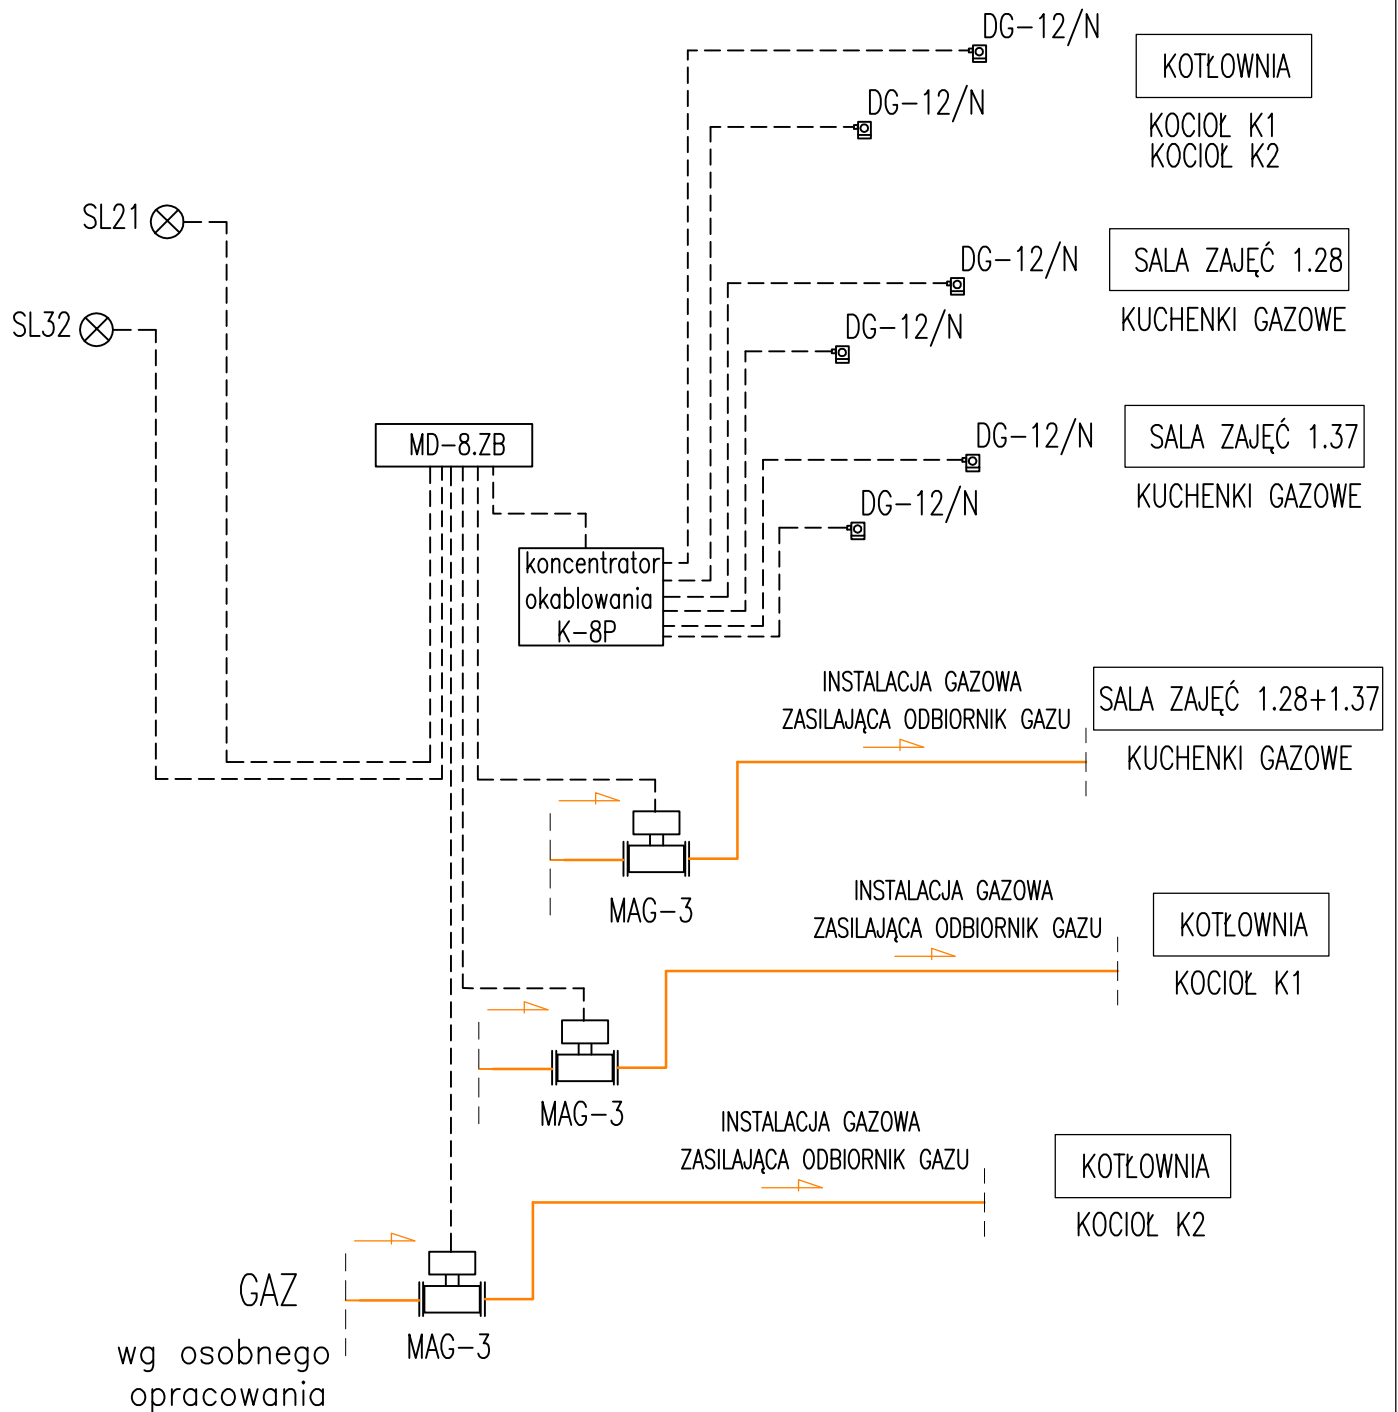 DG-12/N
KOTŁOWNIA
DG-12/N
KOCIOŁ K1
KOCIOŁ K2
SL21
SL32
DG-12/N
SALA ZAJĘĆ 1.28
DG-12/N
KUCHENKI GAZOWE
MD-8.ZB
DG-12/N
SALA ZAJĘĆ 1.37
DG-12/N
KUCHENKI GAZOWE
koncentrator
okablowania
K-8P
INSTALACJA GAZOWA
ZASILAJĄCA ODBIORNIK GAZU
SALA ZAJĘĆ 1.28+1.37
KUCHENKI GAZOWE
MAG-3
INSTALACJA GAZOWA
ZASILAJĄCA ODBIORNIK GAZU
KOTŁOWNIA
KOCIOŁ K1
MAG-3
INSTALACJA GAZOWA
ZASILAJĄCA ODBIORNIK GAZU
KOTŁOWNIA
KOCIOŁ K2
GAZ
MAG-3
wg osobnego
opracowania